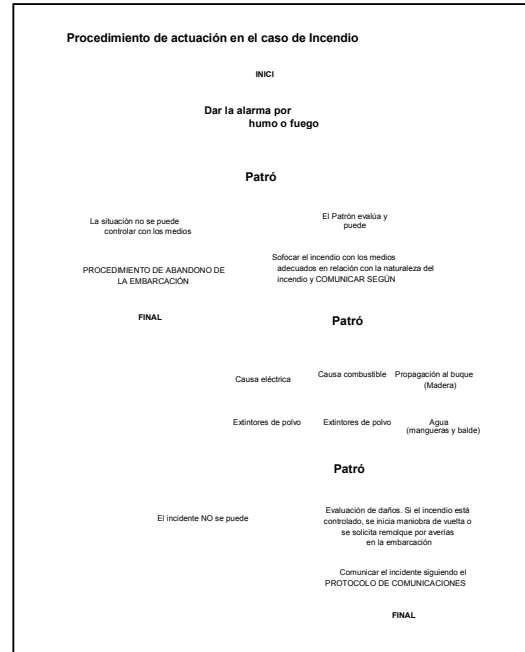 Procedimiento de actuación en el caso de Incendio
INICI
Dar la alarma por
humo o fuego
Patró
La situación no se puede
controlar con los medios
El Patrón evalúa y
puede
PROCEDIMIENTO DE ABANDONO DE
LA EMBARCACIÓN
Sofocar el incendio con los medios
adecuados en relación con la naturaleza del
incendio y COMUNICAR SEGÚN
FINAL
Patró
Causa eléctrica
Causa combustible
Propagación al buque
(Madera)
Extintores de polvo
Extintores de polvo
Agua
(mangueras y balde)
Patró
El incidente NO se puede
Evaluación de daños. Si el incendio está
controlado, se inicia maniobra de vuelta o
se solicita remolque por averías
en la embarcación
Comunicar el incidente siguiendo el
PROTOCOLO DE COMUNICACIONES
FINAL